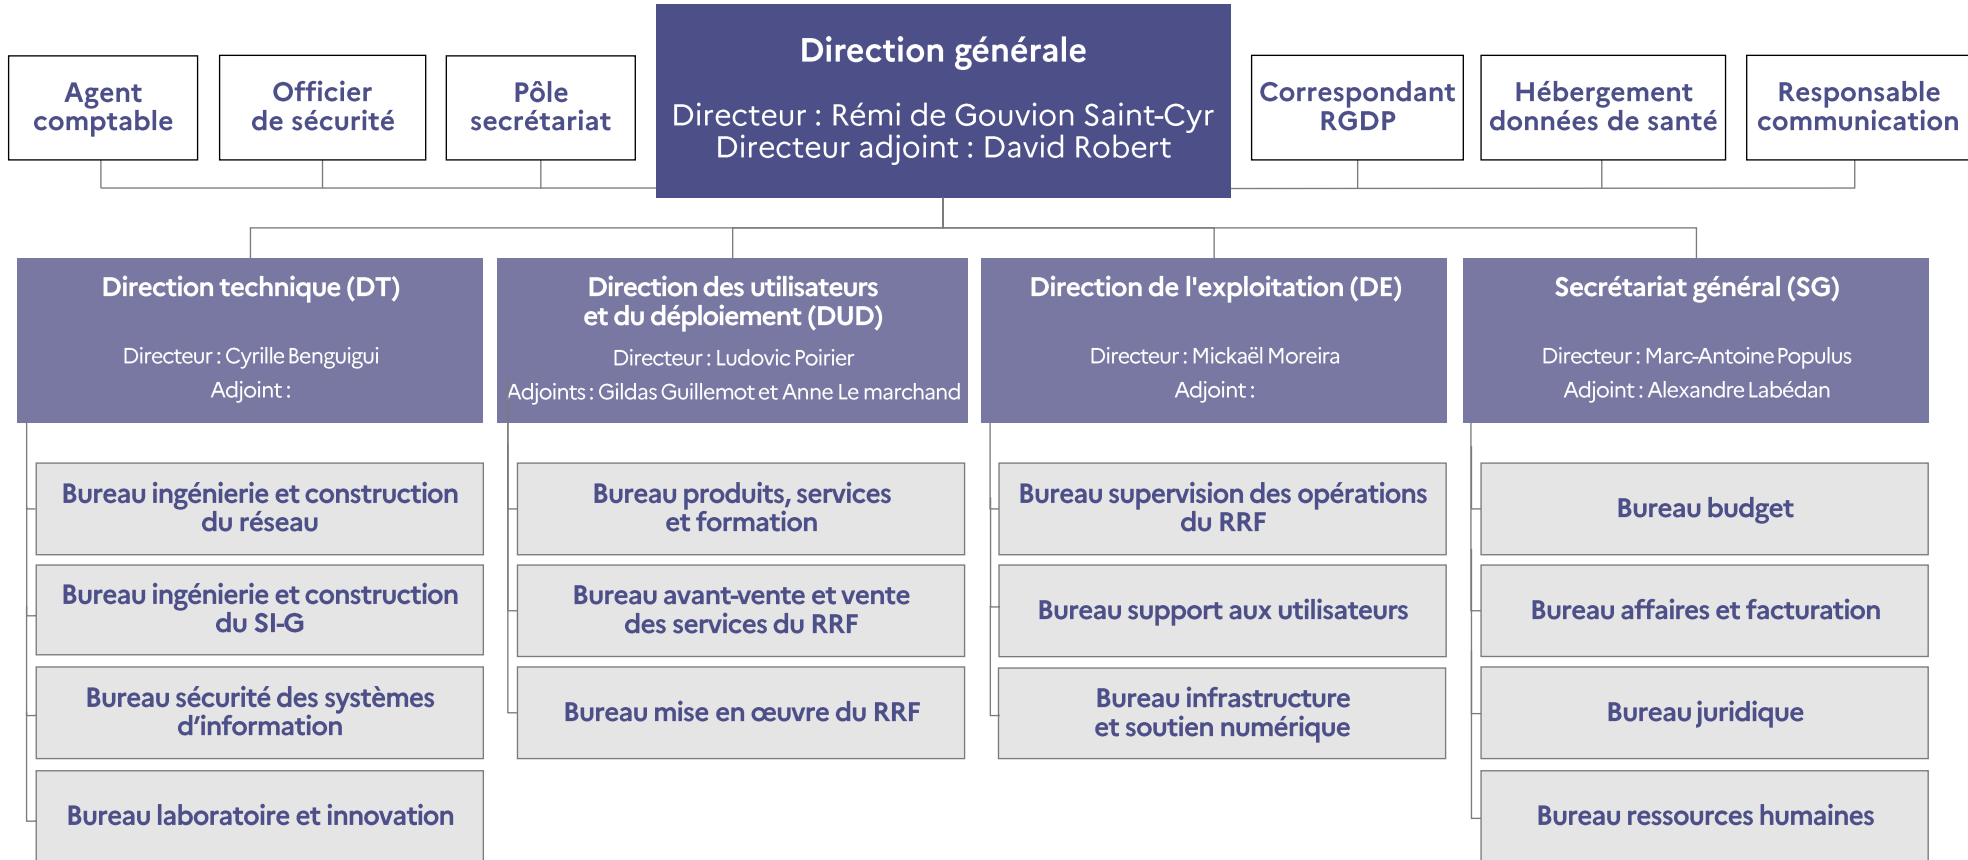 Direction générale
Directeur : Rémi de Gouvion Saint-Cyr
Directeur adjoint : David Robert
Agent
comptable
Officier
de sécurité
Pôle
secrétariat
Correspondant
RGDP
Hébergement
données de santé
Responsable
communication
Direction technique (DT)
Directeur : Cyrille Benguigui
Adjoint :
Bureau ingénierie et construction
du réseau
Bureau ingénierie et construction
du SI-G
Bureau sécurité des systèmes
d’information
Bureau laboratoire et innovation
Direction des utilisateurs
et du déploiement (DUD)
Directeur : Ludovic Poirier
Adjoints : Gildas Guillemot et Anne Le marchand
Bureau produits, services
et formation
Bureau avant-vente et vente
des services du RRF
Bureau mise en œuvre du RRF
Direction de l'exploitation (DE)
Directeur : Mickaël Moreira
Adjoint :
Bureau supervision des opérations
du RRF
Bureau support aux utilisateurs
Bureau infrastructure
et soutien numérique
Secrétariat général (SG)
Directeur : Marc-Antoine Populus
Adjoint : Alexandre Labédan
Bureau budget
Bureau affaires et facturation
Bureau juridique
Bureau ressources humaines